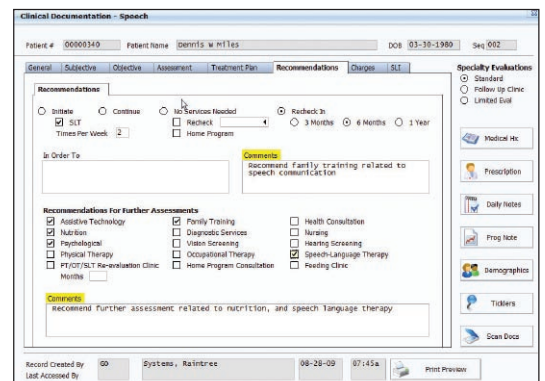 Clinical Documentation - Speech
Patient # 00000340 Patient Name Dennis W Miles DOB 03-30-1980 Seq 002
General Subjective Objective Assessment Treatment Plan Recommendations Charges SLT
Specialty Evaluations
Standard
Follow Up Clinic
Limited Eval
Recommendations
Initiate Continue No Services Needed Recheck In
SLT Recheck 3 Months 6 Months 1 Year
Times Per Week 2 Home Program
In Order To Comments
Recommend family training related to
speech communication
Recommendations For Further Assessments
Assistive Technology Family Training Health Consultation
Nutrition Diagnostic Services Nursing
Psychological Vision Screening Hearing Screening
Physical Therapy Occupational Therapy Speech-Language Therapy
PT/OT/SLT Re-evaluation Clinic Home Program Consultation Feeding Clinic
Months
Comments
Recommend further assessment related to nutrition, and speech language therapy
Medical Hx
Prescription
Daily Notes
Prog Note
Demographics
Ticklers
Scan Docs
Record Created By GO Systems, Raintree 08-28-09 07:45a Print Preview
Last Accessed By